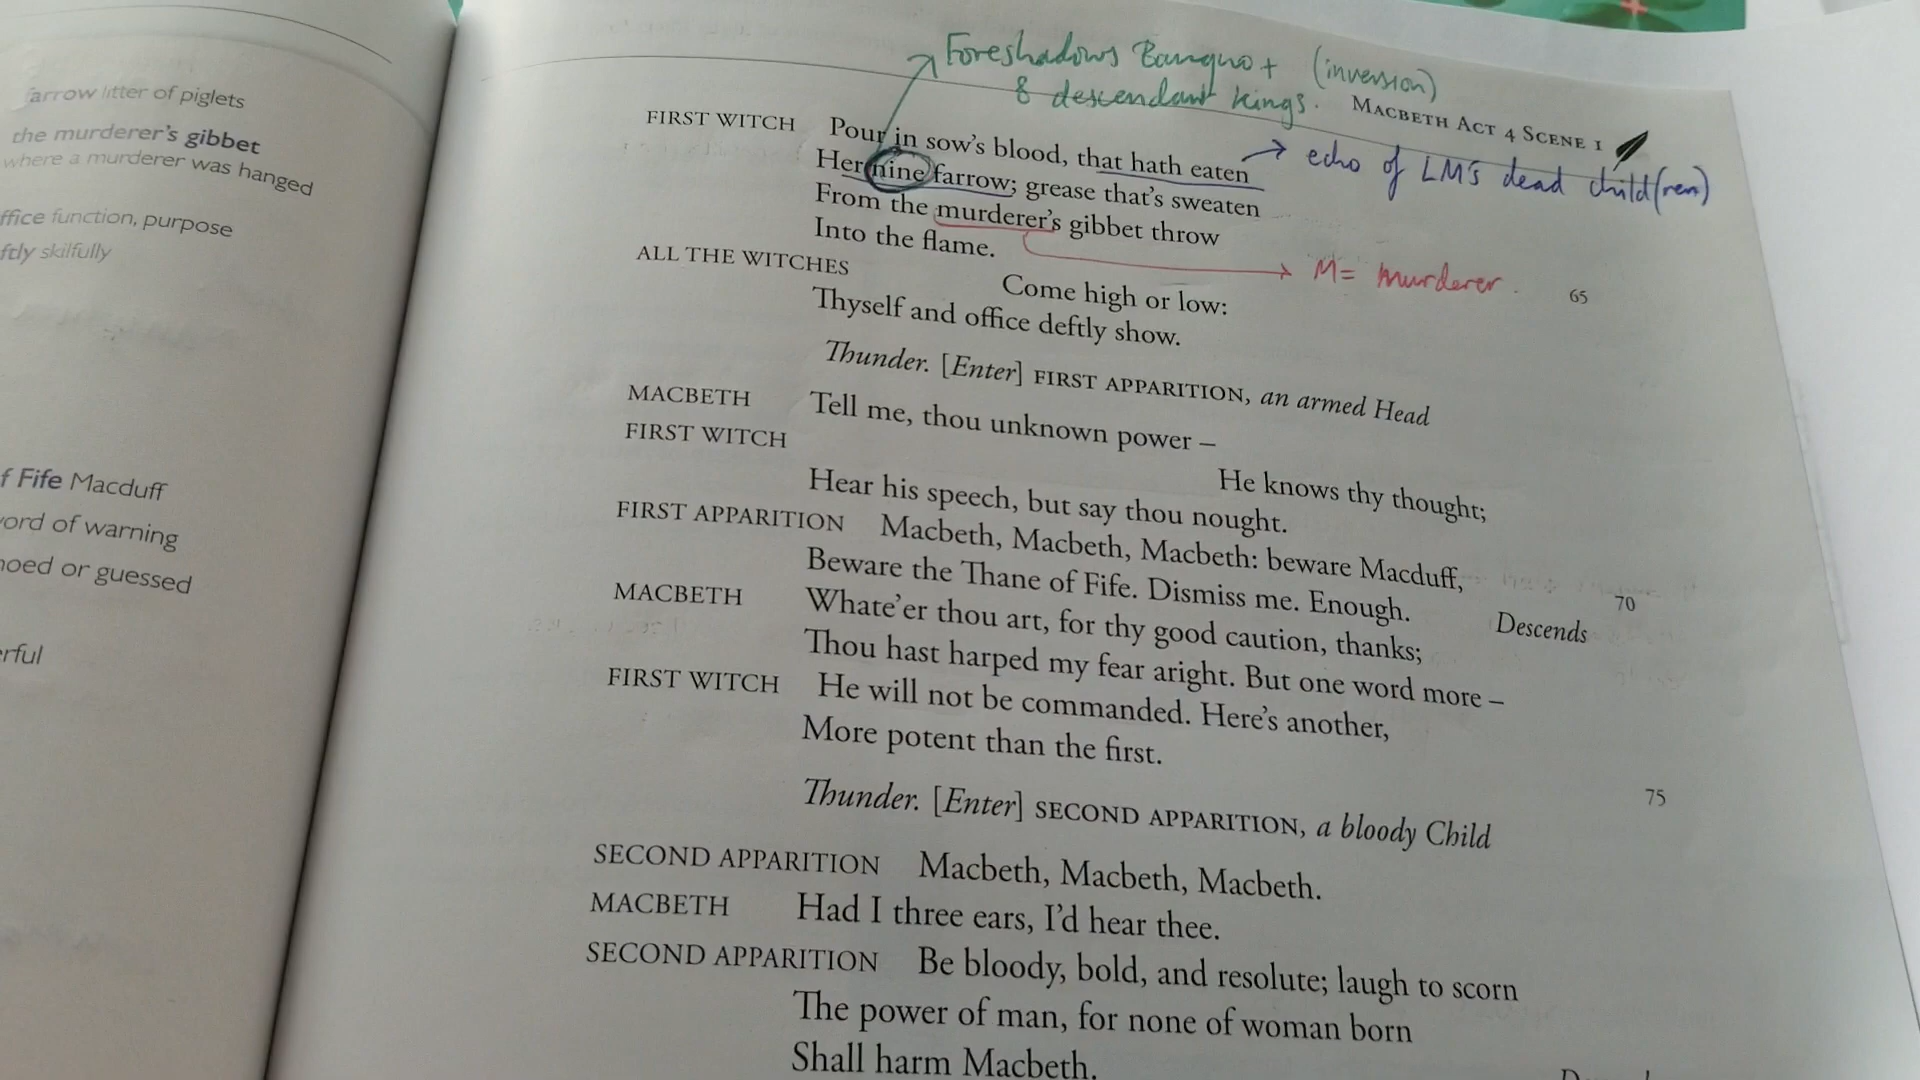 farrow litter of piglets
the murderer's gibbet
where a murderer was hanged
ffice function, purpose
ftly skilfully
f Fife Macduff
ord of warning
hoed or guessed
erful
Foreshadows Banquo + (inversion)
8 descendant kings.
MACBETH ACT 4 SCENE 1
FIRST WITCH Pour in sow's blood, that hath eaten
→ echo of LM's dead child(ren)
Her nine farrow; grease that's sweaten
From the murderer's gibbet throw
→ M = murderer.
Into the flame.
ALL THE WITCHES Come high or low: 65
Thyself and office deftly show.
Thunder. [Enter] FIRST APPARITION, an armed Head
MACBETH Tell me, thou unknown power –
FIRST WITCH He knows thy thought;
Hear his speech, but say thou nought.
FIRST APPARITION Macbeth, Macbeth, Macbeth: beware Macduff,
Beware the Thane of Fife. Dismiss me. Enough. 70
Descends
MACBETH Whate'er thou art, for thy good caution, thanks;
Thou hast harped my fear aright. But one word more –
FIRST WITCH He will not be commanded. Here's another,
More potent than the first.
75
Thunder. [Enter] SECOND APPARITION, a bloody Child
SECOND APPARITION Macbeth, Macbeth, Macbeth.
MACBETH Had I three ears, I'd hear thee.
SECOND APPARITION Be bloody, bold, and resolute; laugh to scorn
The power of man, for none of woman born
Shall harm Macbeth.